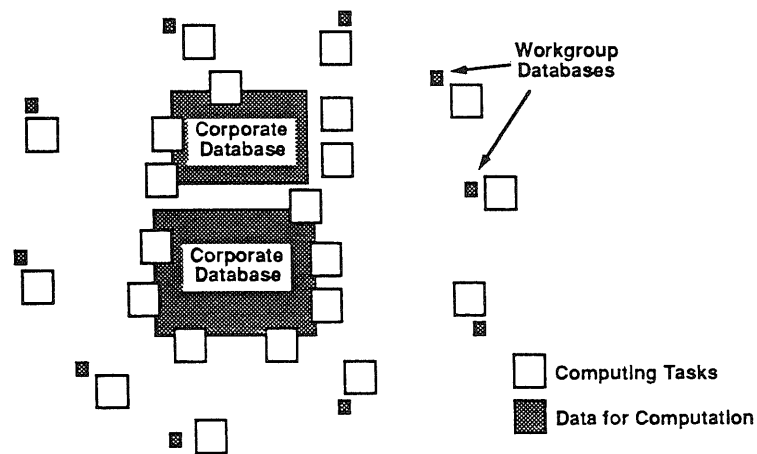 Workgroup
Databases
Corporate
Database
Corporate
Database
Computing Tasks
Data for Computation